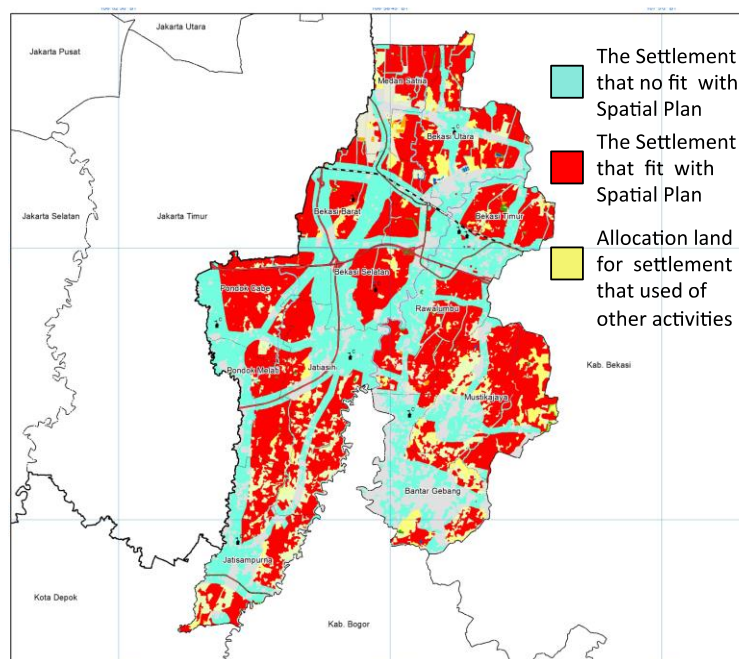 Jakarta Utara
Jakarta Pusat
Medan Satria
The Settlement
that no fit with
Spatial Plan
Bekasi Utara
The Settlement
that fit with
Spatial Plan
Jakarta Selatan
Jakarta Timur
Bekasi Barat
Bekasi Timur
Allocation land
for settlement
that used of
other activities
Bekasi Selatan
Pondok Gabe
Rawalumbu
Pondok Melati
Jatiasih
Kab. Bekasi
Mustikajaya
Bantar Gebang
Jatisampurna
Kota Depok
Kab. Bogor